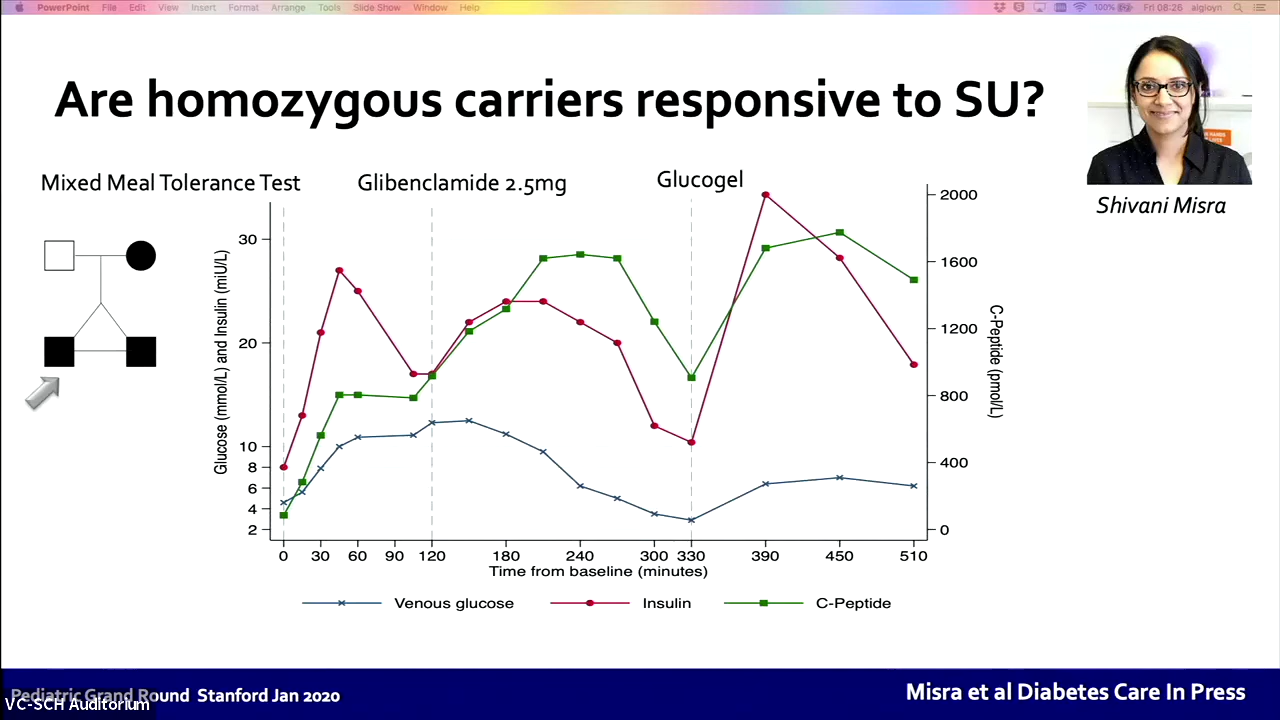 PowerPoint File Edit View Insert Format Arrange Tools Slide Show Window Help 100% Fri 08:26 algloyn
Are homozygous carriers responsive to SU?
Mixed Meal Tolerance Test
Glibenclamide 2.5mg
Glucogel
Shivani Misra
Glucose (mmol/L) and Insulin (miU/L)
30
20
10
8
6
4
2
2000
1600
1200
800
400
0
C-Peptide (pmol/L)
0 30 60 90 120 180 240 300 330 390 450 510
Time from baseline (minutes)
Venous glucose Insulin C-Peptide
Pediatric Grand Round Stanford Jan 2020
VC-SCH Auditorium
Misra et al Diabetes Care In Press